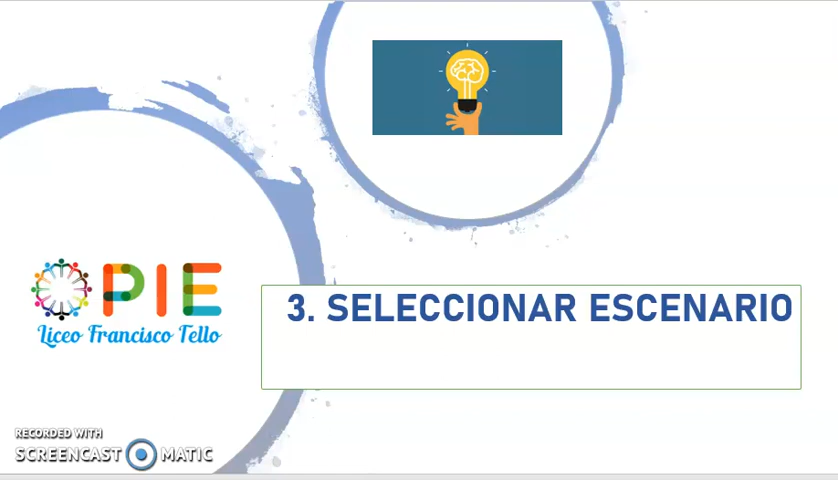 PIE
Liceo Francisco Tello
3. SELECCIONAR ESCENARIO
RECORDED WITH
SCREENCAST MATIC